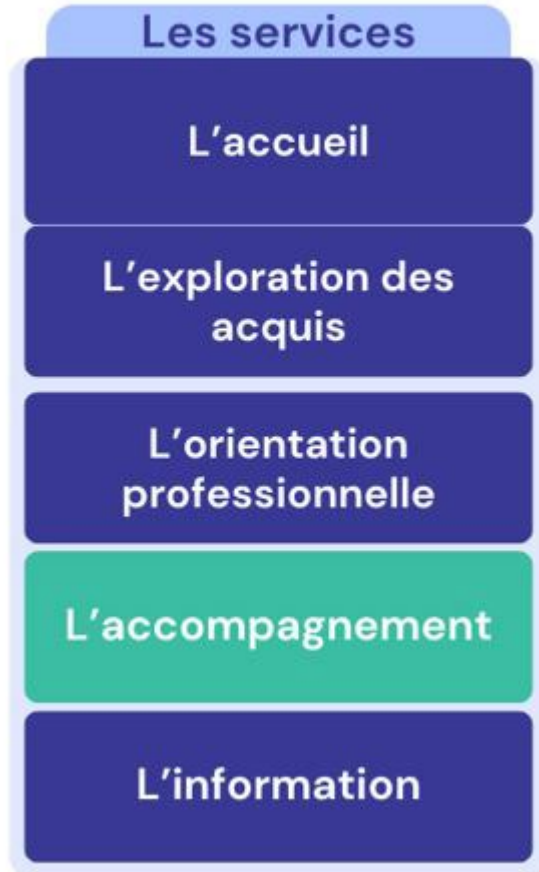 Les services
L’accueil
L’exploration des
acquis
L’orientation
professionnelle
L’accompagnement
L’information